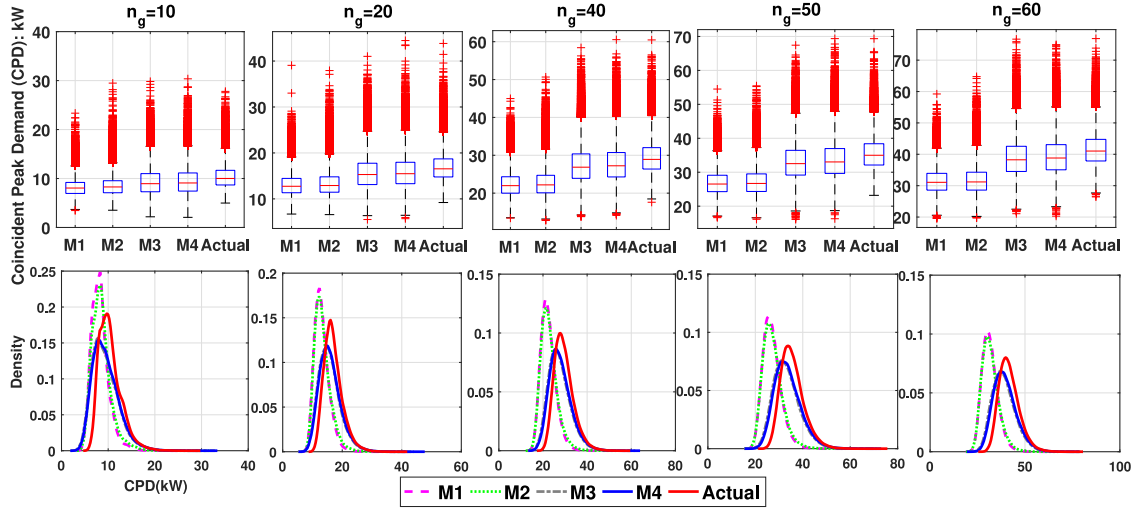 n_g=10 n_g=20 n_g=40 n_g=50 n_g=60
Coincident Peak Demand (CPD): kW
40 30 20 10 0
M1 M2 M3 M4 Actual
40 30 20 10
M1 M2 M3 M4 Actual
60 50 40 30 20
M1 M2 M3 M4 Actual
70 60 50 40 30 20
M1 M2 M3 M4 Actual
70 60 50 40 30 20
M1 M2 M3 M4 Actual
Density
0.25 0.2 0.15 0.1 0.05 0
0 10 20 30 40
CPD(kW)
0.2 0.15 0.1 0.05 0
0 20 40 60
0.15 0.1 0.05 0
0 20 40 60 80
0.15 0.1 0.05 0
0 20 40 60 80
0.15 0.1 0.05 0
0 50 100
M1 M2 M3 M4 Actual